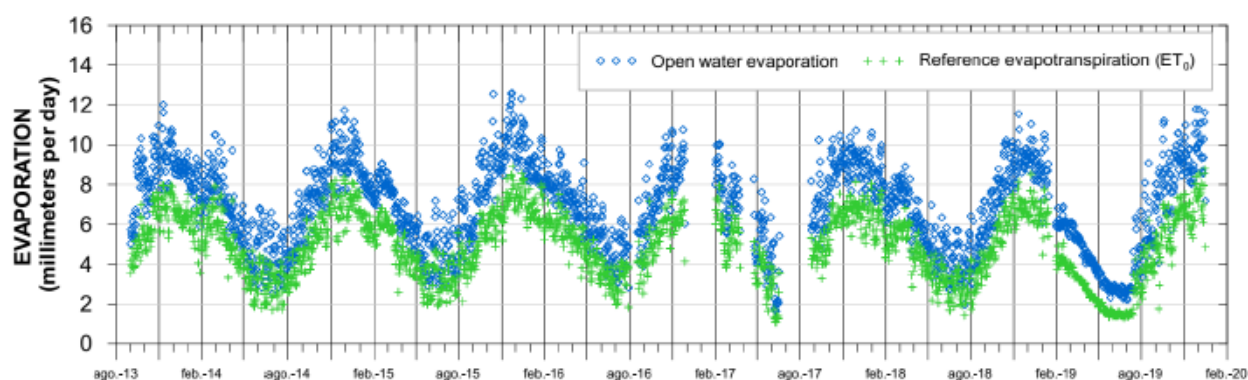 16
14
12
10
8
6
4
2
0
EVAPORATION
(millimeters per day)
Open water evaporation
Reference evapotranspiration (ET₀)
ago.-13 feb.-14 ago.-14 feb.-15 ago.-15 feb.-16 ago.-16 feb.-17 ago.-17 feb.-18 ago.-18 feb.-19 ago.-19 feb.-20